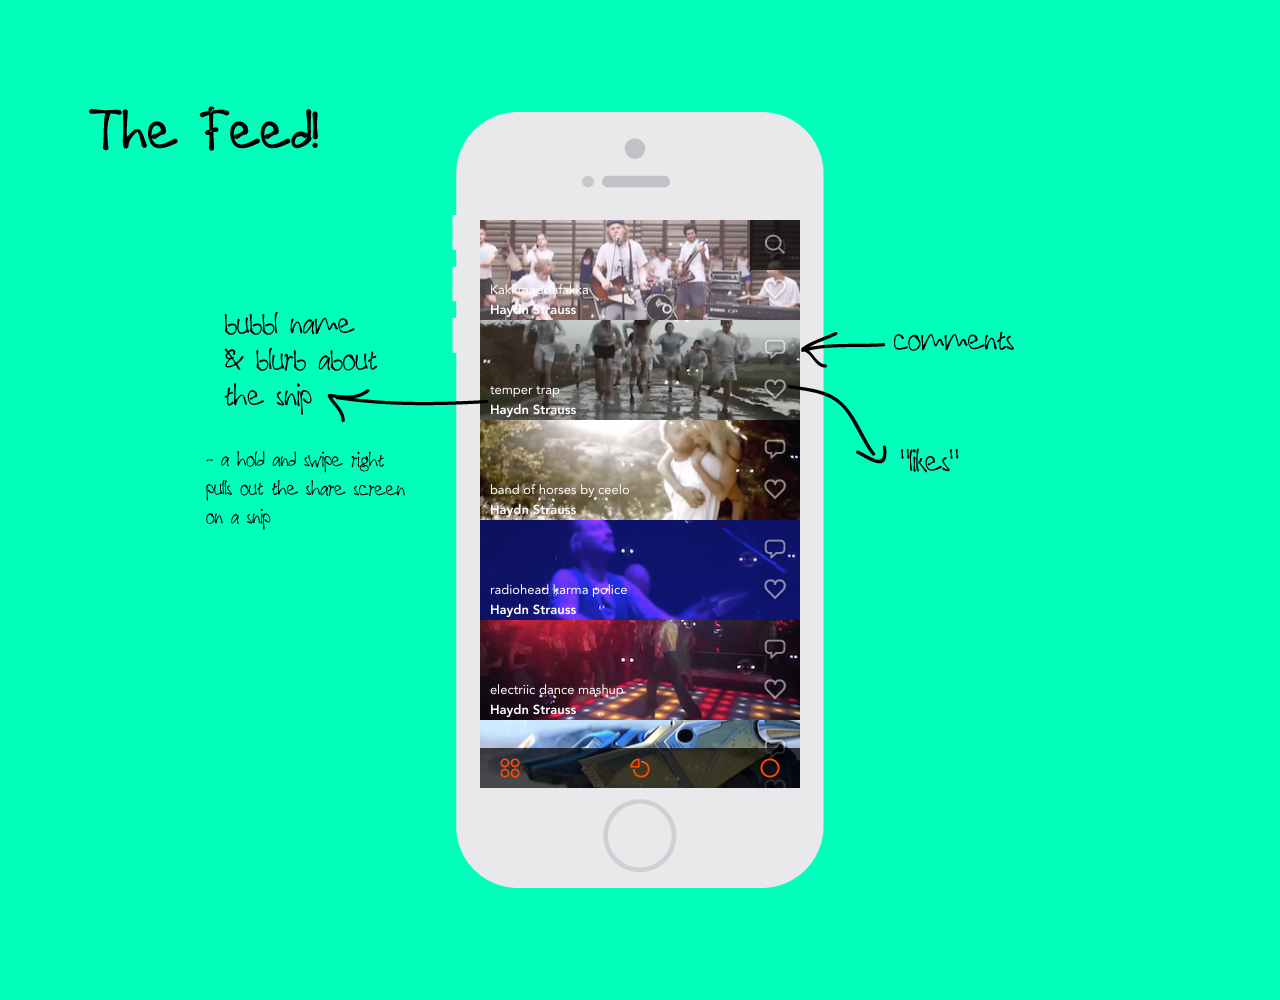 The Feed!
Kakkmaddafakka
Haydn Strauss
bubbl name
& blurb about
the snip
- a hold and swipe right
pulls out the share screen
on a snip
temper trap
Haydn Strauss
comments
"likes"
band of horses by ceelo
Haydn Strauss
radiohead karma police
Haydn Strauss
electriic dance mashup
Haydn Strauss